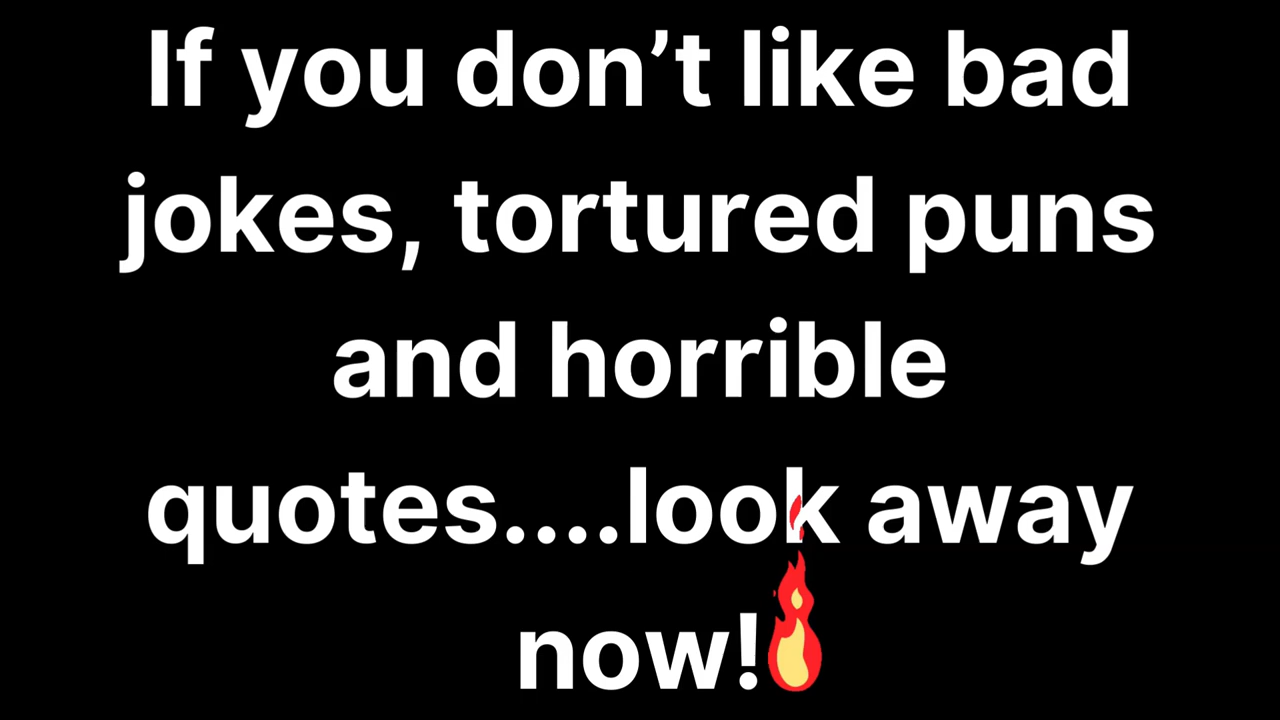 If you don’t like bad
jokes, tortured puns
and horrible
quotes....look away
now!